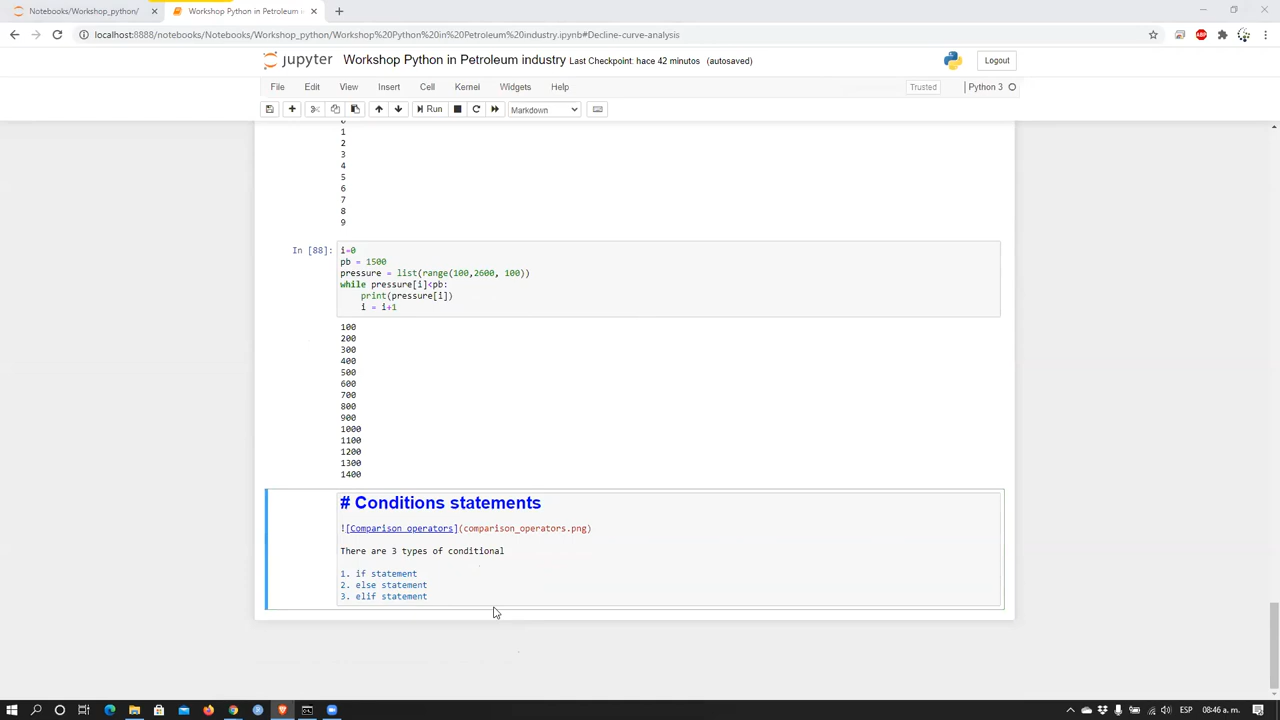 Notebooks/Workshop_python/
Workshop Python in Petroleum i
localhost:8888/notebooks/Notebooks/Workshop_python/Workshop%20Python%20in%20Petroleum%20industry.ipynb#Decline-curve-analysis
jupyter Workshop Python in Petroleum industry Last Checkpoint: hace 42 minutos (autosaved)
Logout
File Edit View Insert Cell Kernel Widgets Help
Trusted
Python 3
Run
Markdown
1
2
3
4
5
6
7
8
9
In [88]:
i=0
pb = 1500
pressure = list(range(100,2600, 100))
while pressure[i]<pb:
print(pressure[i])
i = i+1
100
200
300
400
500
600
700
800
900
1000
1100
1200
1300
1400
# Conditions statements
![Comparison operators](comparison_operators.png)
There are 3 types of conditional
1. if statement
2. else statement
3. elif statement
ESP
08:46 a. m.